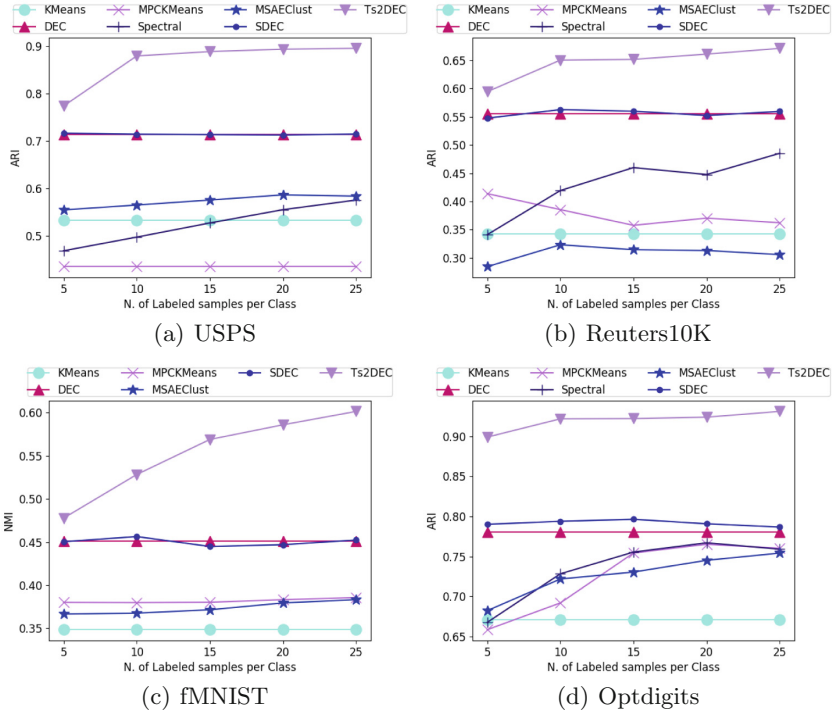 KMeans MPCKMeans MSAEClust Ts2DEC
DEC Spectral SDEC
0.9
0.8
0.7
0.6
0.5
ARI
5 10 15 20 25
N. of Labeled samples per Class
(a) USPS
KMeans MPCKMeans MSAEClust Ts2DEC
DEC Spectral SDEC
0.65
0.60
0.55
0.50
0.45
0.40
0.35
0.30
ARI
5 10 15 20 25
N. of Labeled samples per Class
(b) Reuters10K
KMeans MPCKMeans SDEC Ts2DEC
DEC MSAEClust
0.60
0.55
0.50
0.45
0.40
0.35
NMI
5 10 15 20 25
N. of Labeled samples per Class
(c) fMNIST
KMeans MPCKMeans MSAEClust Ts2DEC
DEC Spectral SDEC
0.90
0.85
0.80
0.75
0.70
0.65
ARI
5 10 15 20 25
N. of Labeled samples per Class
(d) Optdigits